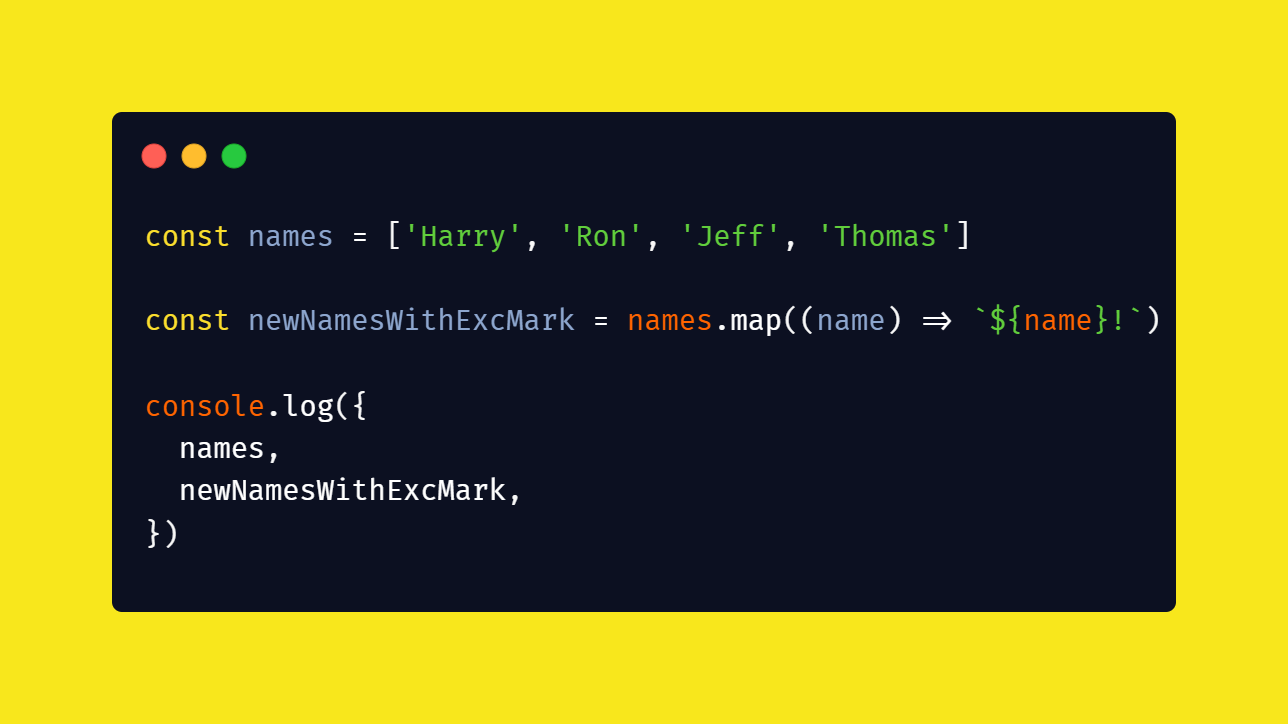 const names = ['Harry', 'Ron', 'Jeff', 'Thomas']
const newNamesWithExcMark = names.map((name) => `${name}!`)
console.log({
  names,
  newNamesWithExcMark,
})